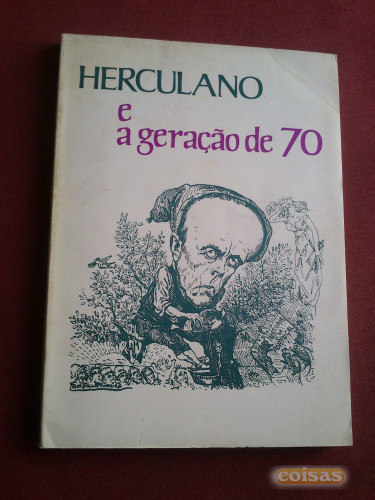 HERCULANO
e
a geração de 70
coisas